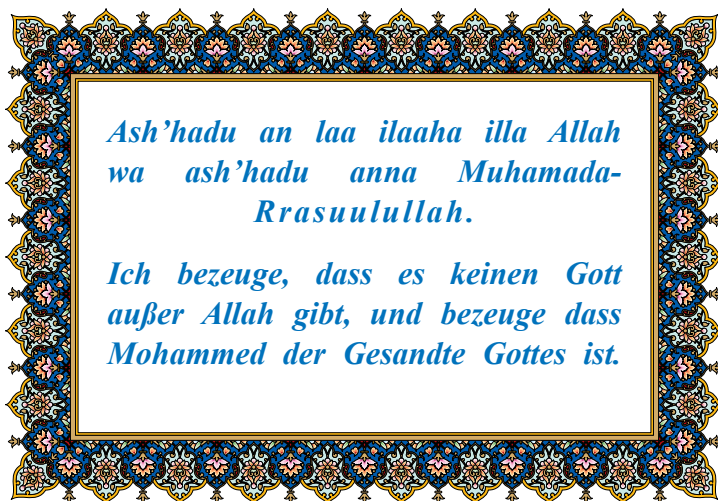 Ash’hadu an laa ilaaha illa Allah
wa ash’hadu anna Muhamada-
Rrasuulullah.
Ich bezeuge, dass es keinen Gott
außer Allah gibt, und bezeuge dass
Mohammed der Gesandte Gottes ist.